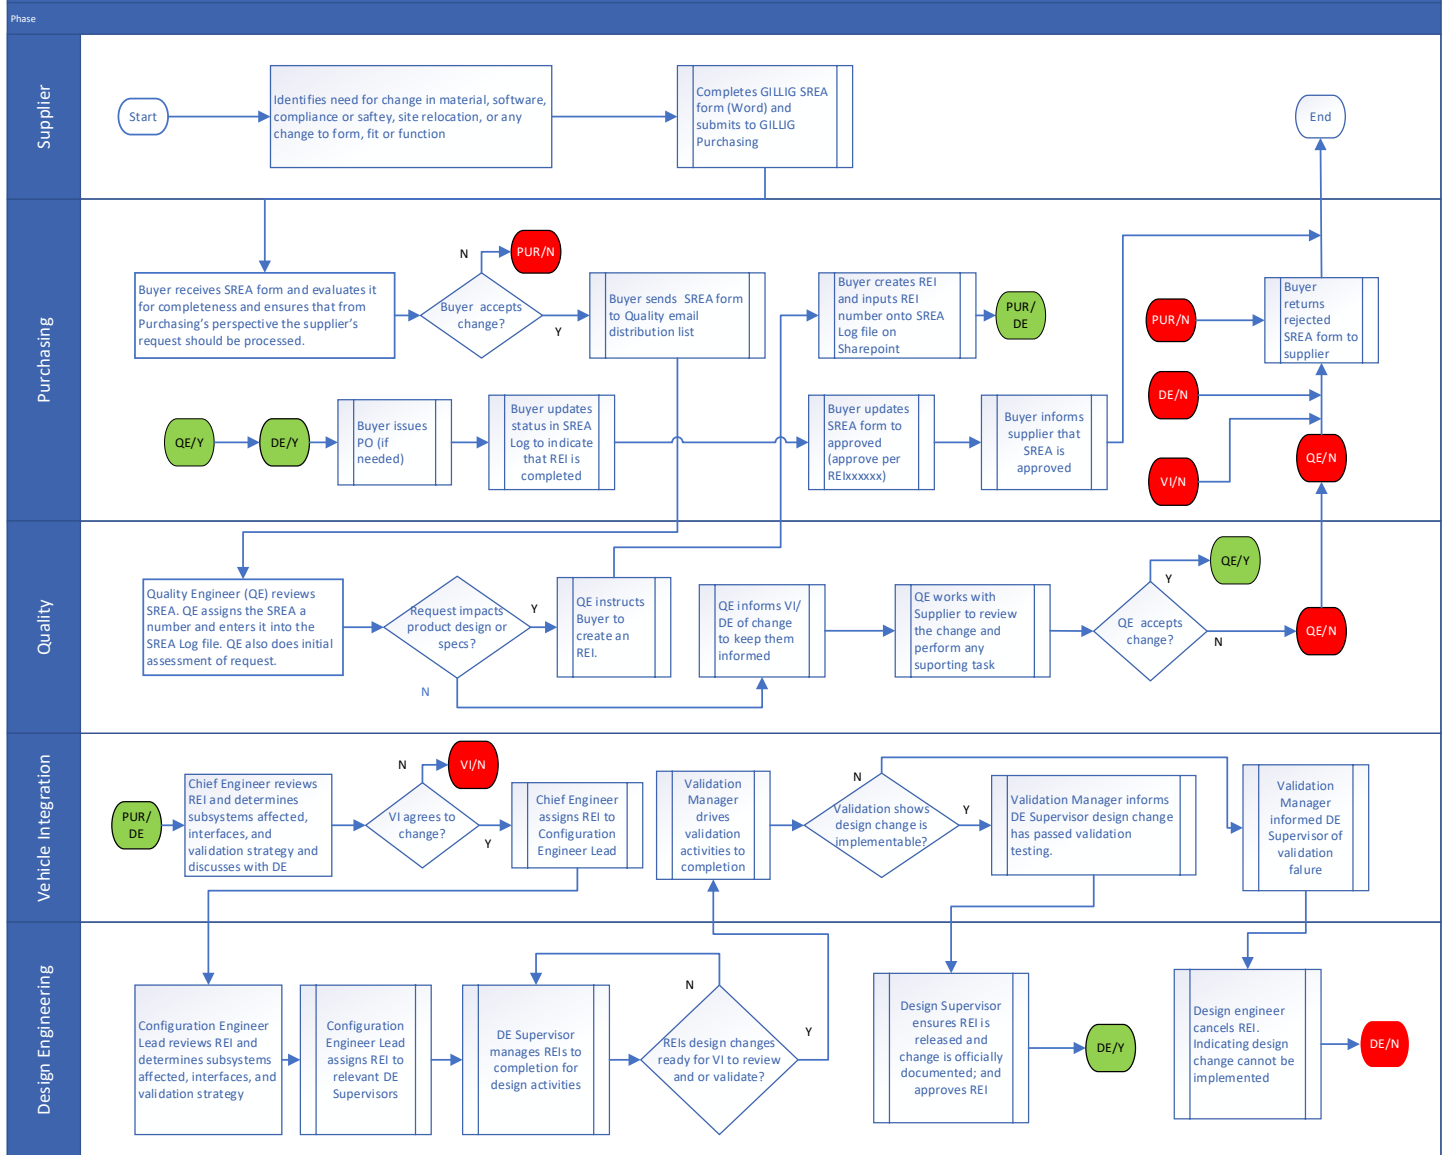 Phase
Supplier
Start
Identifies need for change in material, software,
compliance or saftey, site relocation, or any
change to form, fit or function
Completes GILLIG SREA
form (Word) and
submits to GILLIG
Purchasing
End
Purchasing
Buyer receives SREA form and evaluates it
for completeness and ensures that from
Purchasing's perspective the supplier's
request should be processed.
Buyer accepts
change?
N
PUR/N
Y
Buyer sends SREA form
to Quality email
distribution list
Buyer creates REI
and inputs REI
number onto SREA
Log file on
Sharepoint
PUR/
DE
PUR/N
Buyer
returns
rejected
SREA form to
supplier
DE/N
QE/Y
DE/Y
Buyer issues
PO (if
needed)
Buyer updates
status in SREA
Log to indicate
that REI is
completed
Buyer updates
SREA form to
approved
(approve per
REIxxxxxx)
Buyer informs
supplier that
SREA is
approved
VI/N
QE/N
Quality
Quality Engineer (QE) reviews
SREA. QE assigns the SREA a
number and enters it into the
SREA Log file. QE also does initial
assessment of request.
Request impacts
product design or
specs?
Y
N
QE instructs
Buyer to
create an
REI.
QE informs VI/
DE of change
to keep them
informed
QE works with
Supplier to review
the change and
perform any
suporting task
QE accepts
change?
Y
QE/Y
N
QE/N
Vehicle Integration
PUR/
DE
Chief Engineer reviews
REI and determines
subsystems affected,
interfaces, and
validation strategy and
discusses with DE
VI agrees to
change?
N
VI/N
Y
Chief Engineer
assigns REI to
Configuration
Engineer Lead
Validation
Manager
drives
validation
activities to
completion
Validation shows
design change is
implementable?
N
Y
Validation Manager informs
DE Supervisor design change
has passed validation
testing.
Validation
Manager
informed DE
Supervisor of
validation
falure
Design Engineering
Configuration Engineer
Lead reviews REI and
determines subsystems
affected, interfaces, and
validation strategy
Configuration
Engineer Lead
assigns REI to
relevant DE
Supervisors
DE Supervisor
manages REIs to
completion for
design activities
REIs design changes
ready for VI to review
and or validate?
N
Y
Design Supervisor
ensures REI is
released and
change is officially
documented; and
approves REI
DE/Y
Design engineer
cancels REI.
Indicating design
change cannot be
implemented
DE/N